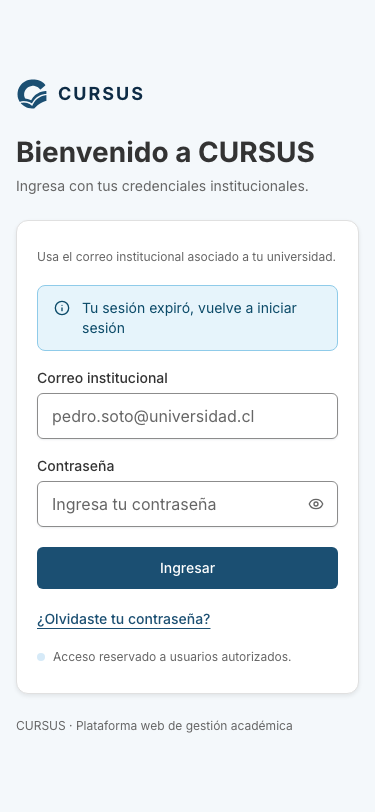 CURSUS
Bienvenido a CURSUS
Ingresa con tus credenciales institucionales.
Usa el correo institucional asociado a tu universidad.
Tu sesión expiró, vuelve a iniciar
sesión
Correo institucional
pedro.soto@universidad.cl
Contraseña
Ingresa tu contraseña
Ingresar
¿Olvidaste tu contraseña?
Acceso reservado a usuarios autorizados.
CURSUS · Plataforma web de gestión académica